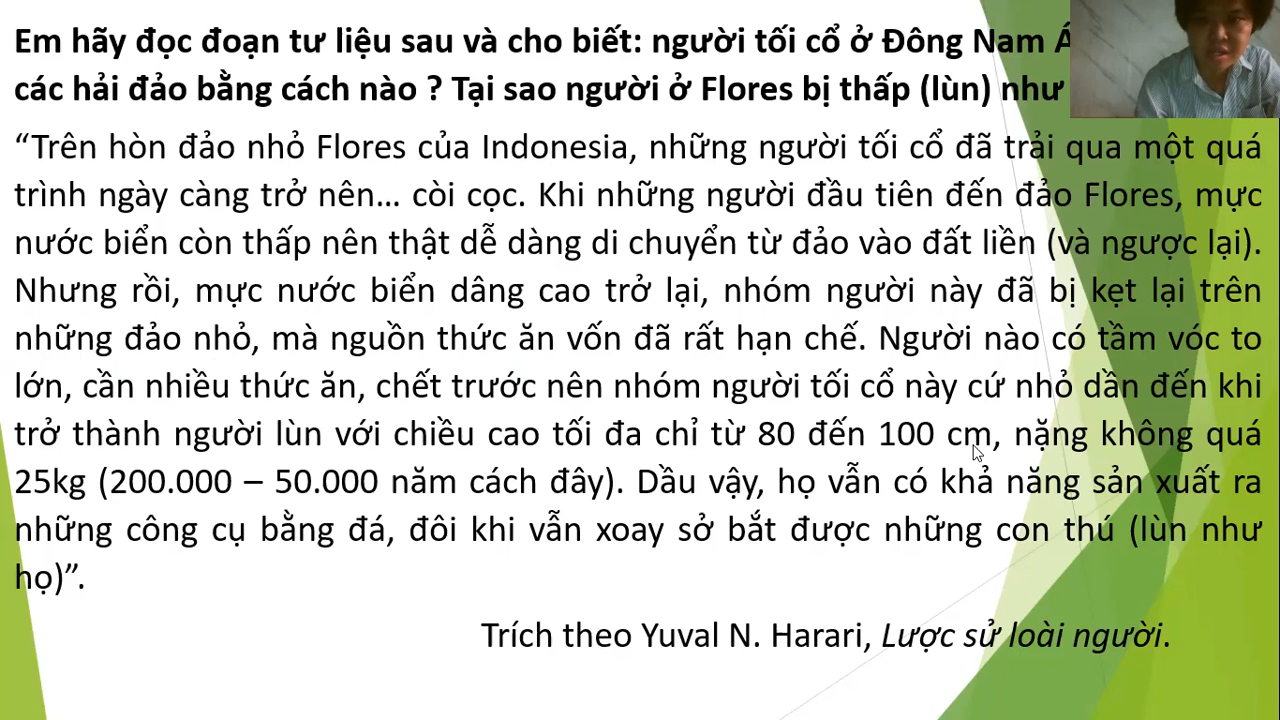 Em hãy đọc đoạn tư liệu sau và cho biết: người tối cổ ở Đông Nam Á
các hải đảo bằng cách nào ? Tại sao người ở Flores bị thấp (lùn) như
“Trên hòn đảo nhỏ Flores của Indonesia, những người tối cổ đã trải qua một quá
trình ngày càng trở nên… còi cọc. Khi những người đầu tiên đến đảo Flores, mực
nước biển còn thấp nên thật dễ dàng di chuyển từ đảo vào đất liền (và ngược lại).
Nhưng rồi, mực nước biển dâng cao trở lại, nhóm người này đã bị kẹt lại trên
những đảo nhỏ, mà nguồn thức ăn vốn đã rất hạn chế. Người nào có tầm vóc to
lớn, cần nhiều thức ăn, chết trước nên nhóm người tối cổ này cứ nhỏ dần đến khi
trở thành người lùn với chiều cao tối đa chỉ từ 80 đến 100 cm, nặng không quá
25kg (200.000 – 50.000 năm cách đây). Dầu vậy, họ vẫn có khả năng sản xuất ra
những công cụ bằng đá, đôi khi vẫn xoay sở bắt được những con thú (lùn như
họ)”.
Trích theo Yuval N. Harari, Lược sử loài người.